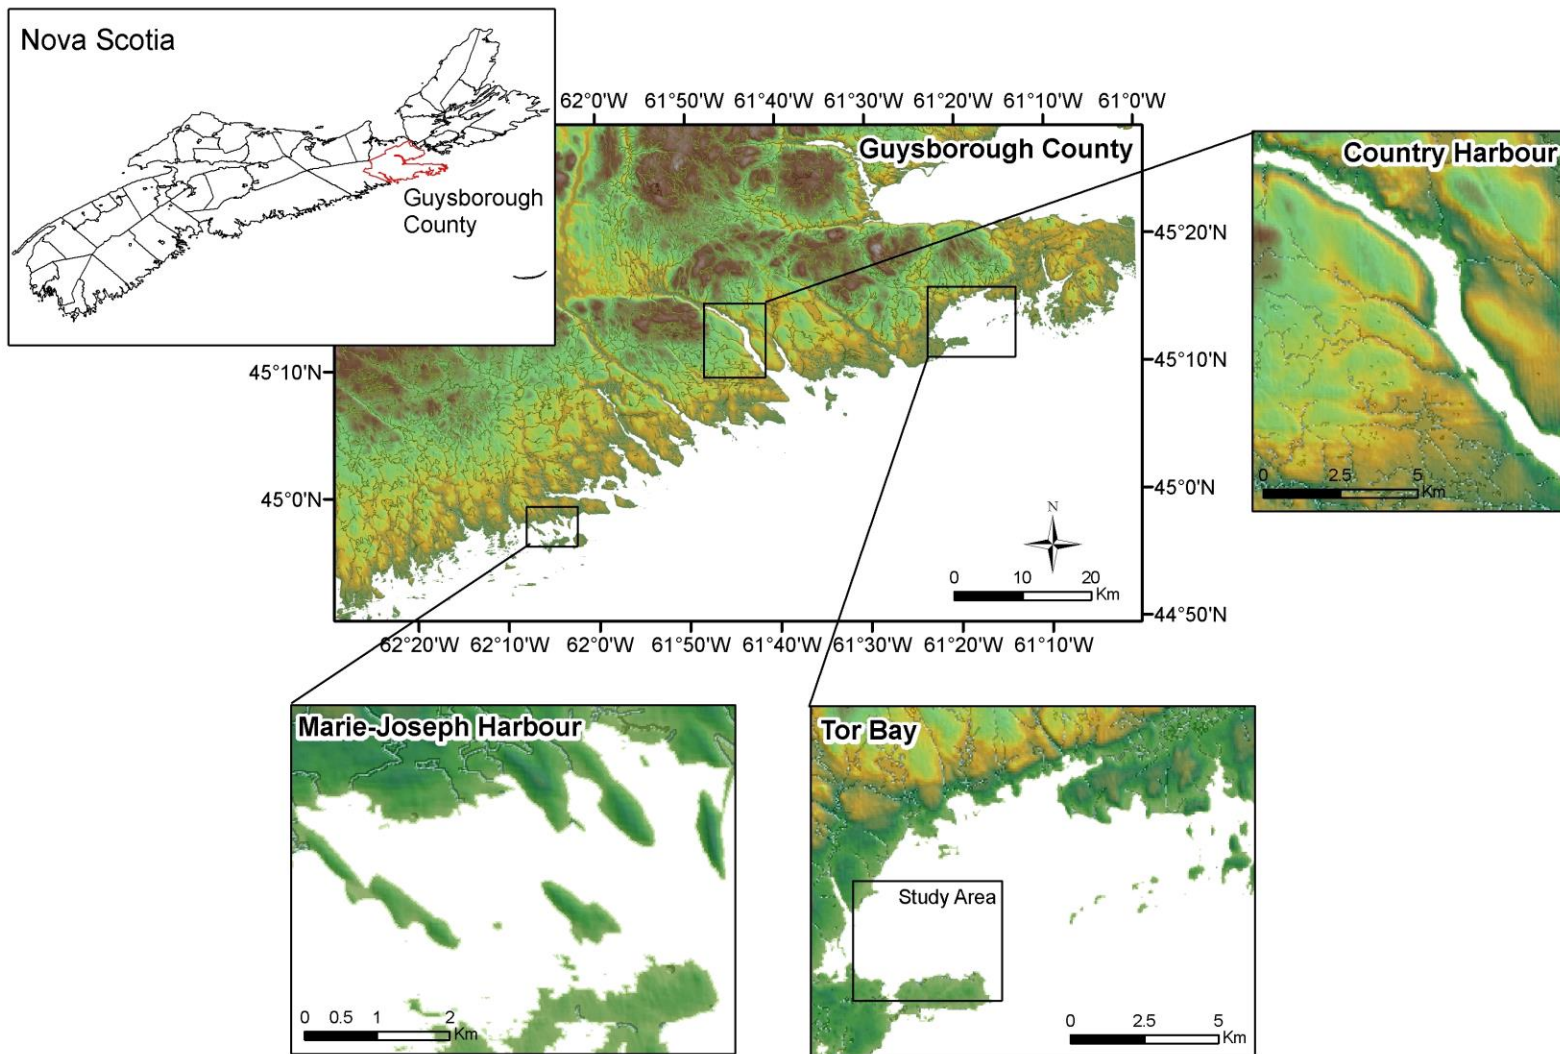 Nova Scotia
Guysborough
County
62°0'W 61°50'W 61°40'W 61°30'W 61°20'W 61°10'W 61°0'W
Guysborough County
45°20'N
45°10'N
45°10'N
45°0'N
45°0'N
44°50'N
N
0 10 20
Km
62°20'W 62°10'W 62°0'W 61°50'W 61°40'W 61°30'W 61°20'W 61°10'W
Country Harbour
0 2.5 5
Km
Marie-Joseph Harbour
0 0.5 1 2
Km
Tor Bay
Study Area
0 2.5 5
Km